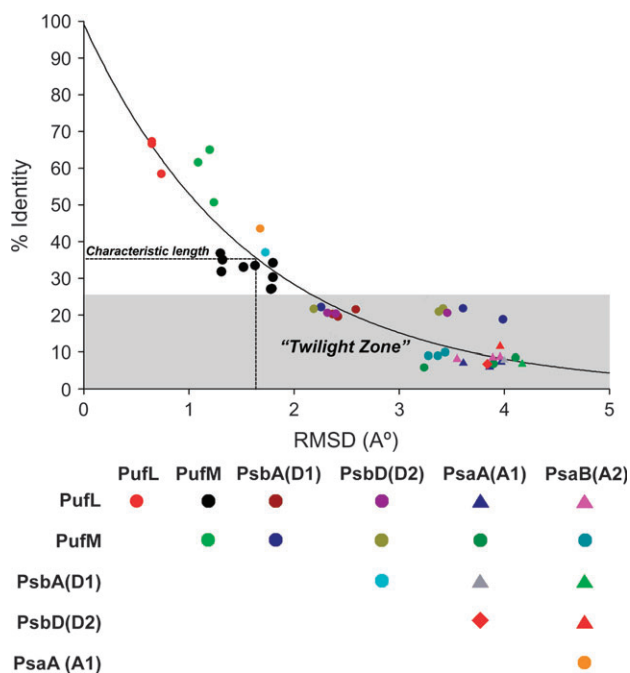 100
90
80
70
60
50
40
30
20
10
0
% Identity
Characteristic length
“Twilight Zone”
0 1 2 3 4 5
RMSD (Aº)
PufL PufM PsbA(D1) PsbD(D2) PsaA(A1) PsaB(A2)
PufL
PufM
PsbA(D1)
PsbD(D2)
PsaA (A1)